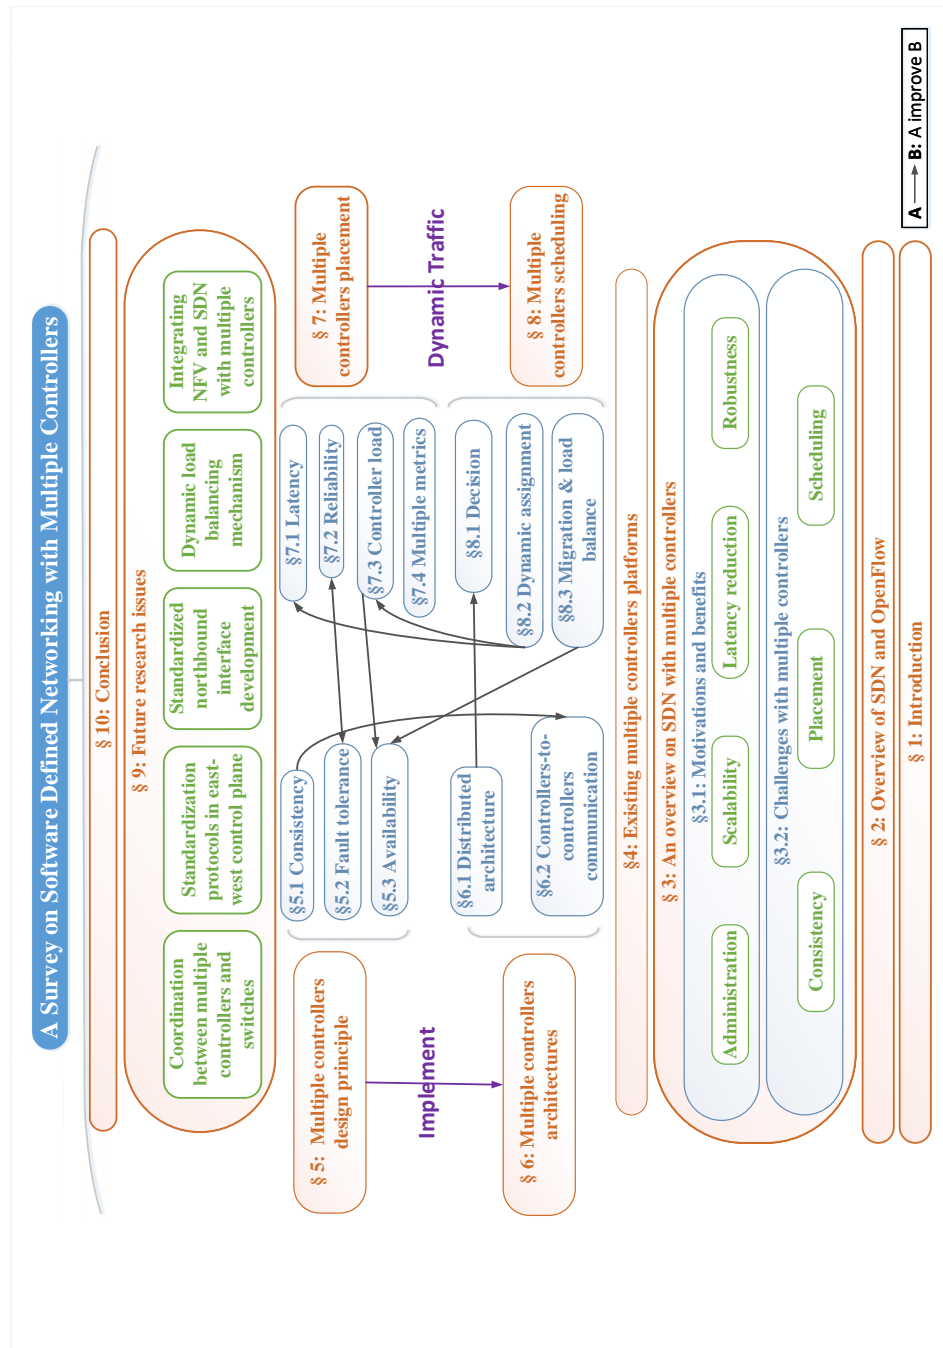 A Survey on Software Defined Networking with Multiple Controllers
§ 10: Conclusion
§ 9: Future research issues
Coordination
between multiple
controllers and
switches
Standardization
protocols in east-
west control plane
Standardized
northbound
interface
development
Dynamic load
balancing
mechanism
Integrating
NFV and SDN
with multiple
controllers
§ 5: Multiple controllers
design principle
§5.1 Consistency
§5.2 Fault tolerance
§5.3 Availability
§7.1 Latency
§7.2 Reliability
§7.3 Controller load
§7.4 Multiple metrics
§ 7: Multiple
controllers placement
Implement
Dynamic Traffic
§ 6: Multiple controllers
architectures
§6.1 Distributed
architecture
§6.2 Controllers-to-
controllers
communication
§8.1 Decision
§8.2 Dynamic assignment
§8.3 Migration & load
balance
§ 8: Multiple
controllers scheduling
§4: Existing multiple controllers platforms
§ 3: An overview on SDN with multiple controllers
§3.1: Motivations and benefits
Administration
Scalability
Latency reduction
Robustness
§3.2: Challenges with multiple controllers
Consistency
Placement
Scheduling
§ 2: Overview of SDN and OpenFlow
§ 1: Introduction
A → B: A improve B